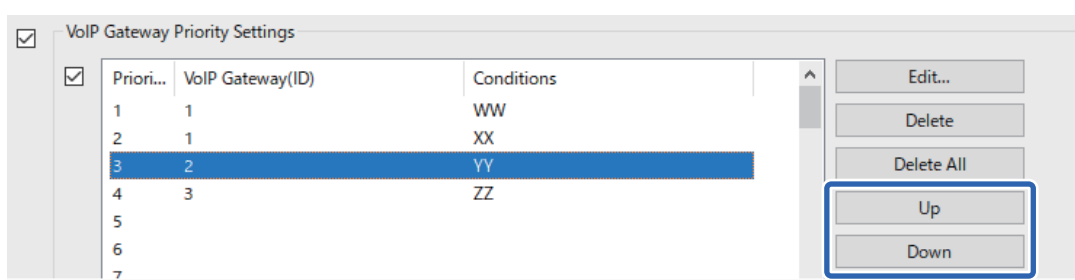 VoIP Gateway Priority Settings
Priori... VoIP Gateway(ID) Conditions
1 1 WW
2 1 XX
3 2 YY
4 3 ZZ
5
6
7
Edit...
Delete
Delete All
Up
Down